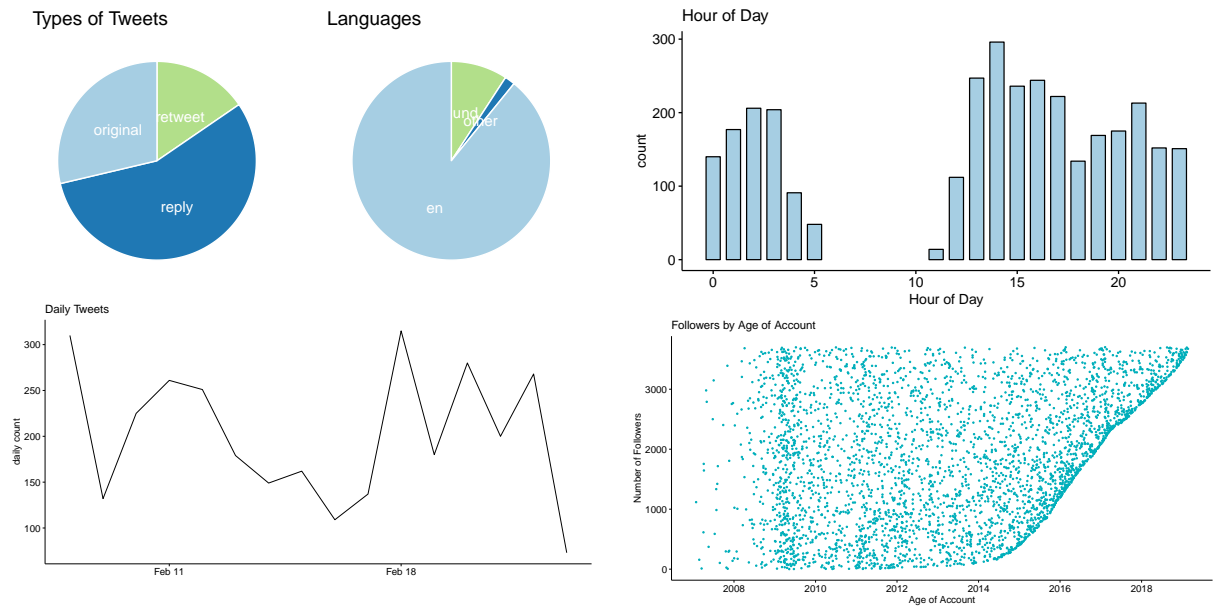 Types of Tweets
original
retweet
reply
Languages
und
other
en
Hour of Day
count
300
200
100
0
0 5 10 15 20
Hour of Day
Daily Tweets
daily count
300
250
200
150
100
Feb 11 Feb 18
Followers by Age of Account
Number of Followers
3000
2000
1000
0
2008 2010 2012 2014 2016 2018
Age of Account